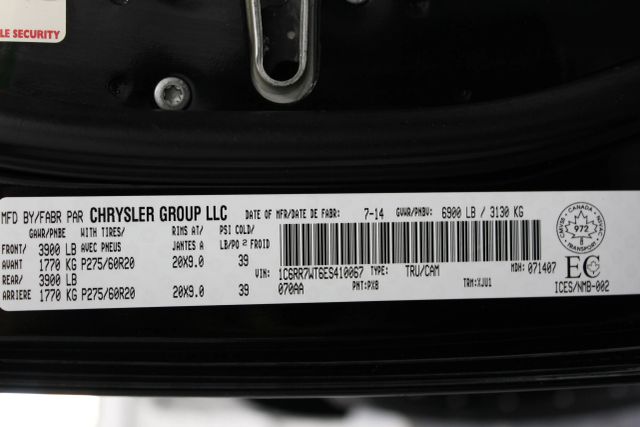 LE SECURITY
MFD BY/FABR PAR CHRYSLER GROUP LLC DATE OF MFR/DATE DE FABR: 7-14 GVWR/PNBV: 6900 LB / 3130 KG
GAWR/PNBE WITH TIRES/ RIMS AT/ PSI COLD/
FRONT/ 3900 LB AVEC PNEUS JANTES A LB/PO² FROID
AVANT 1770 KG P275/60R20 20X9.0 39
REAR/ 3900 LB
ARRIERE 1770 KG P275/60R20 20X9.0 39
VIN: 1C6RR7WT6ES410067 TYPE: TRU/CAM MDH: 071407
070AA PNT: PXB TRM: XJU1
CANADA
972
EC
ICES/NMB-002